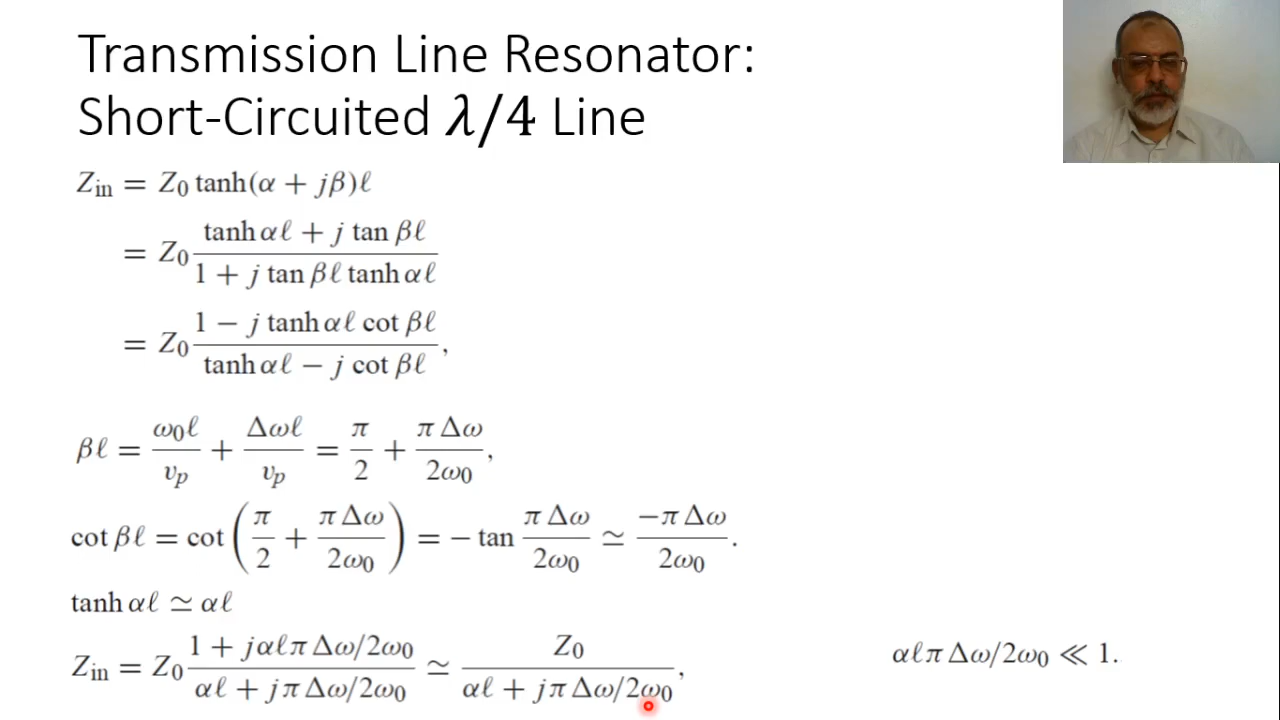 Transmission Line Resonator:
Short-Circuited λ/4 Line
Z_in = Z_0 tanh(α + jβ)ℓ
= Z_0 (tanh αℓ + j tan βℓ) / (1 + j tan βℓ tanh αℓ)
= Z_0 (1 − j tanh αℓ cot βℓ) / (tanh αℓ − j cot βℓ),
βℓ = ω_0ℓ/v_p + Δωℓ/v_p = π/2 + πΔω/2ω_0,
cot βℓ = cot (π/2 + πΔω/2ω_0) = − tan πΔω/2ω_0 ≃ −πΔω/2ω_0.
tanh αℓ ≃ αℓ
Z_in = Z_0 (1 + jαℓπΔω/2ω_0) / (αℓ + jπΔω/2ω_0) ≃ Z_0 / (αℓ + jπΔω/2ω_0), αℓπΔω/2ω_0 ≪ 1.